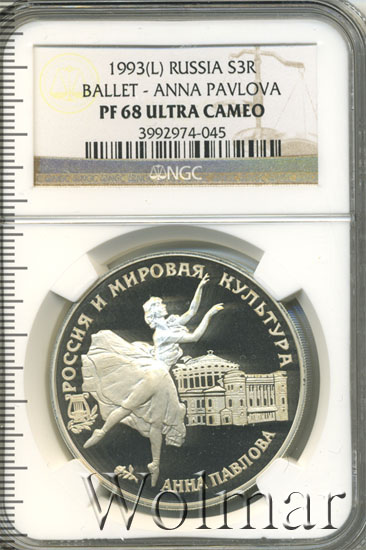 1993(L) RUSSIA S3R
BALLET - ANNA PAVLOVA
PF 68 ULTRA CAMEO
3992974-045
NGC
РОССИЯ И МИРОВАЯ КУЛЬТУРА
АННА ПАВЛОВА
Wolmar